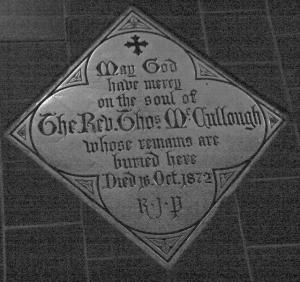 May God
have mercy
on the soul of
The Rev. Thos. McCullough
whose remains are
buried here
Died 16. Oct. 1872
R·I·P